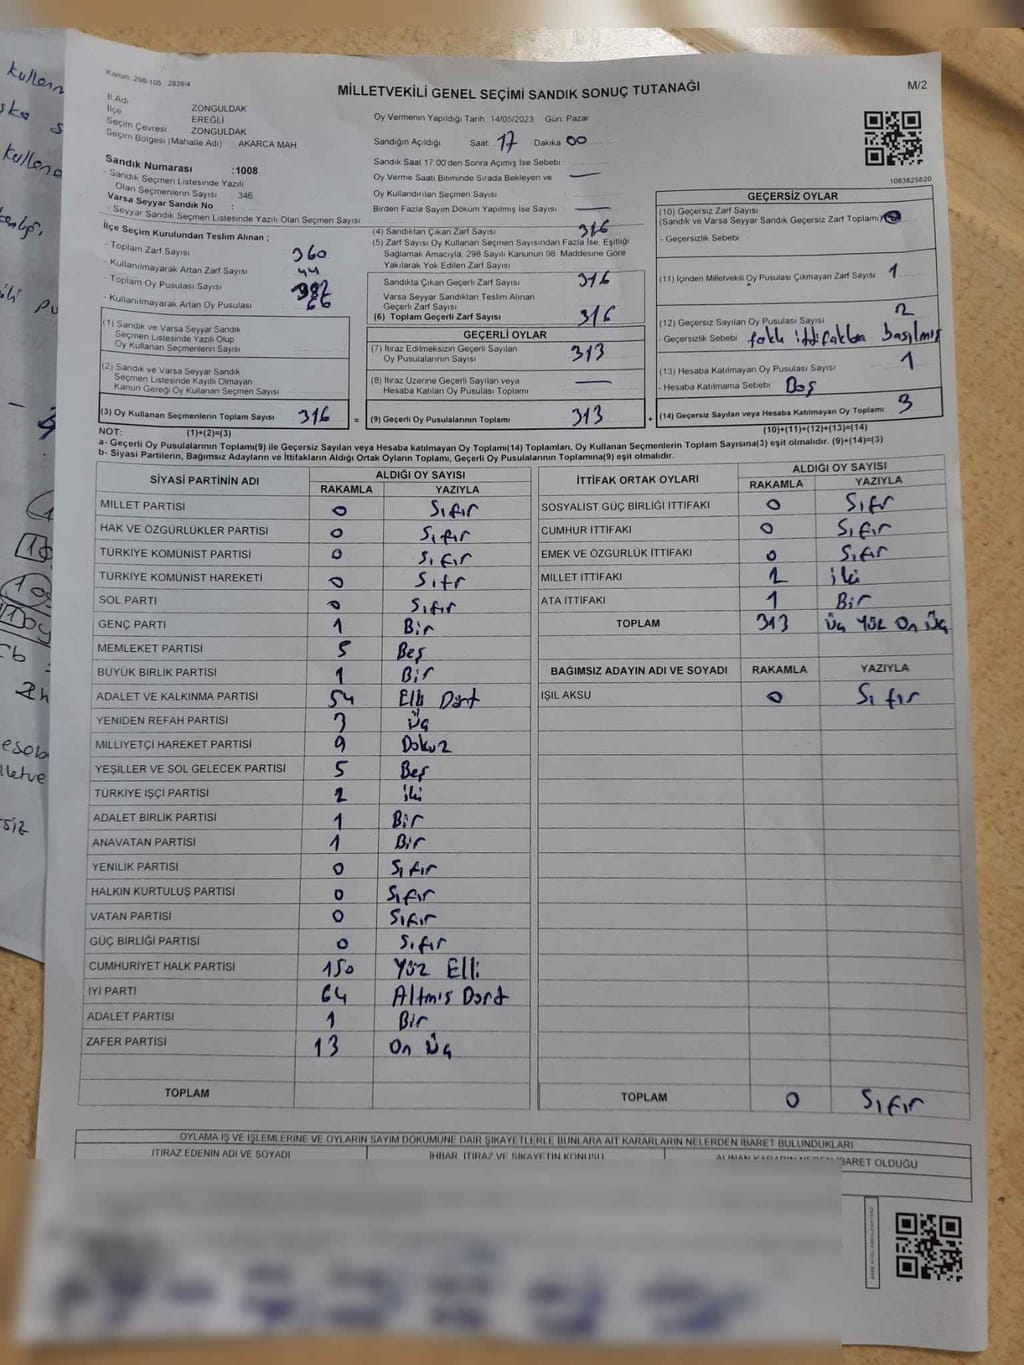 Kanun. 298-105 2839/4
MİLLETVEKİLİ GENEL SEÇİMİ SANDIK SONUÇ TUTANAĞI
M/2
İl Adı ZONGULDAK
İlçe EREĞLİ
Seçim Çevresi ZONGULDAK
Seçim Bölgesi (Mahalle Adı) AKARCA MAH.
Sandık Numarası :1008
- Sandık Seçmen Listesinde Yazılı
Olan Seçmenlerin Sayısı : 346
Varsa Seyyar Sandık No :
- Seyyar Sandık Listesinde Yazılı Olan Seçmen Sayısı
Oy Vermenin Yapıldığı Tarih 14/05/2023 Gün: Pazar
Sandığın Açıldığı Saat 17 Dakika 00
Sandık Saat 17 00'den Sonra Açımış İse Sebebi
Oy Verme Saati Bitiminde Sırada Bekleyen ve —
Oy Kullandırılan Seçmen Sayısı
Birden Fazla Sayım Döküm Yapılmış İse Sayısı —
1083825820
İlçe Seçim Kurulundan Teslim Alınan ;
- Toplam Zarf Sayısı 360
- Kullanılmayarak Artan Zarf Sayısı 44
- Toplam Oy Pusulası Sayısı
- Kullanılmayarak Artan Oy Pusulası 66
(4) Sandıktan Çıkan Zarf Sayısı 316
(5) Zarf Sayısı Oy Kullanan Seçmen Sayısından Fazla İse, Eşitliği
Sağlamak Amacıyla, 298 Sayılı Kanunun 98. Maddesine Göre
Yakılarak Yok Edilen Zarf Sayısı
Sandıkta Çıkan Geçerli Zarf Sayısı 316
Varsa Seyyar Sandıktan Teslim Alınan
Geçerli Zarf Sayısı
(6) Toplam Geçerli Zarf Sayısı 316
GEÇERSİZ OYLAR
(10) Geçersiz Zarf Sayısı
(Sandık ve Varsa Seyyar Sandık Geçersiz Zarf Toplamı)
- Geçersizlik Sebebi
(11) İçinden Milletvekili Oy Pusulası Çıkmayan Zarf Sayısı 1
(12) Geçersiz Sayılan Oy Pusulası Sayısı 2
- Geçersizlik Sebebi farklı ittifaklara basılmış
(13) Hesaba Katılmayan Oy Pusulası Sayısı 1
- Hesaba Katılmama Sebebi Boş
(14) Geçersiz Sayılan veya Hesaba Katılmayan Oy Toplamı 3
(10)+(11)+(12)+(13)=(14)
(1) Sandık ve Varsa Seyyar Sandık
Seçmen Listesinde Yazılı Olup
Oy Kullanan Seçmenlerin Sayısı
(2) Sandık ve Varsa Seyyar Sandık
Seçmen Listesinde Kayıtlı Olmayan
Kanun Gereği Oy Kullanan Seçmen Sayısı
(3) Oy Kullanan Seçmenlerin Toplam Sayısı 316 =
GEÇERLİ OYLAR
(7) İtiraz Edilmeksizin Geçerli Sayılan
Oy Pusulalarının Sayısı 313
(8) İtiraz Üzerine Geçerli Sayılan veya
Hesaba Katılan Oy Pusulası Toplamı —
(9) Geçerli Oy Pusulalarının Toplamı 313 +
NOT: (1)+(2)=(3)
a- Geçerli Oy Pusulalarının Toplamı(9) ile Geçersiz Sayılan veya Hesaba katılmayan Oy Toplamı(14) Toplamları, Oy Kullanan Seçmenlerin Toplam Sayısına(3) eşit olmalıdır. (9)+(14)=(3)
b- Siyasi Partilerin, Bağımsız Adayların ve İttifakların Aldığı Ortak Oyların Toplamı, Geçerli Oy Pusulalarının Toplamına(9) eşit olmalıdır.
SİYASİ PARTİNİN ADI ALDIĞI OY SAYISI
RAKAMLA YAZIYLA
MİLLET PARTİSİ 0 Sıfır
HAK VE ÖZGÜRLÜKLER PARTİSİ 0 Sıfır
TÜRKİYE KOMÜNİST PARTİSİ 0 Sıfır
TÜRKİYE KOMÜNİST HAREKETİ 0 Sıfr
SOL PARTİ 0 Sıfır
GENÇ PARTİ 1 Bir
MEMLEKET PARTİSİ 5 Beş
BÜYÜK BİRLİK PARTİSİ 1 Bir
ADALET VE KALKINMA PARTİSİ 54 Elli Dört
YENİDEN REFAH PARTİSİ 3 Üç
MİLLİYETÇİ HAREKET PARTİSİ 9 Dokuz
YEŞİLLER VE SOL GELECEK PARTİSİ 5 Beş
TÜRKİYE İŞÇİ PARTİSİ 2 iki
ADALET BİRLİK PARTİSİ 1 Bir
ANAVATAN PARTİSİ 1 Bir
YENİLİK PARTİSİ 0 Sıfır
HALKIN KURTULUŞ PARTİSİ 0 Sıfır
VATAN PARTİSİ 0 Sıfır
GÜÇ BİRLİĞİ PARTİSİ 0 Sıfır
CUMHURİYET HALK PARTİSİ 150 Yüz Elli
İYİ PARTİ 64 Altmış Dört
ADALET PARTİSİ 1 Bir
ZAFER PARTİSİ 13 On Üç
TOPLAM
İTTİFAK ORTAK OYLARI ALDIĞI OY SAYISI
RAKAMLA YAZIYLA
SOSYALİST GÜÇ BİRLİĞİ İTTİFAKI 0 Sıfr
CUMHUR İTTİFAKI 0 Sıfır
EMEK VE ÖZGÜRLÜK İTTİFAKI 0 Sıfır
MİLLET İTTİFAKI 2 iki
ATA İTTİFAKI 1 Bir
TOPLAM 313 Üç Yüz On Üç
BAĞIMSIZ ADAYIN ADI VE SOYADI RAKAMLA YAZIYLA
IŞIL AKSU 0 Sıfır
TOPLAM 0 Sıfır
OYLAMA İŞ VE İŞLEMLERİNE VE OYLARIN SAYIM DÖKÜMÜNE DAİR ŞİKAYETLERLE BUNLARA AİT KARARLARIN NELERDEN İBARET BULUNDUKLARI
İTİRAZ EDENİN ADI VE SOYADI İHBAR, İTİRAZ VE ŞİKAYETİN KONUSU